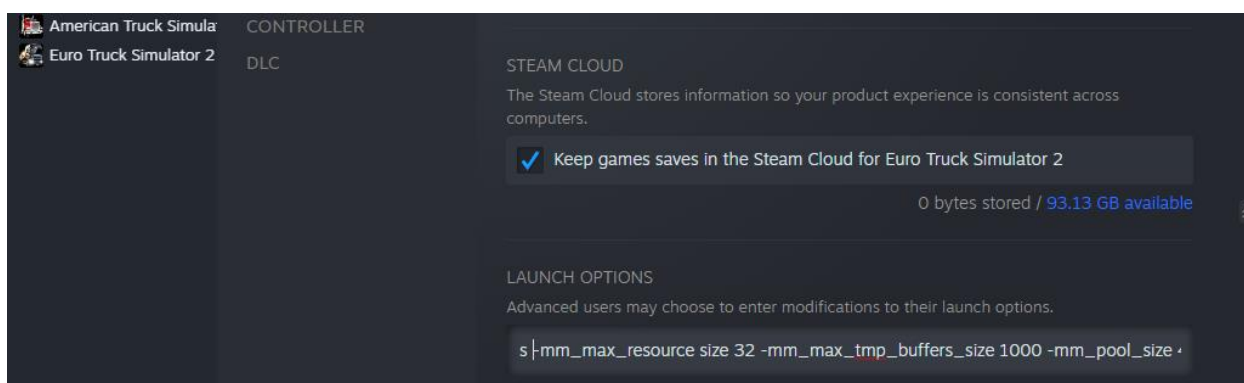 American Truck Simula
Euro Truck Simulator 2
CONTROLLER
DLC
STEAM CLOUD
The Steam Cloud stores information so your product experience is consistent across
computers.
Keep games saves in the Steam Cloud for Euro Truck Simulator 2
0 bytes stored / 93.13 GB available
LAUNCH OPTIONS
Advanced users may choose to enter modifications to their launch options.
s -mm_max_resource size 32 -mm_max_tmp_buffers_size 1000 -mm_pool_size